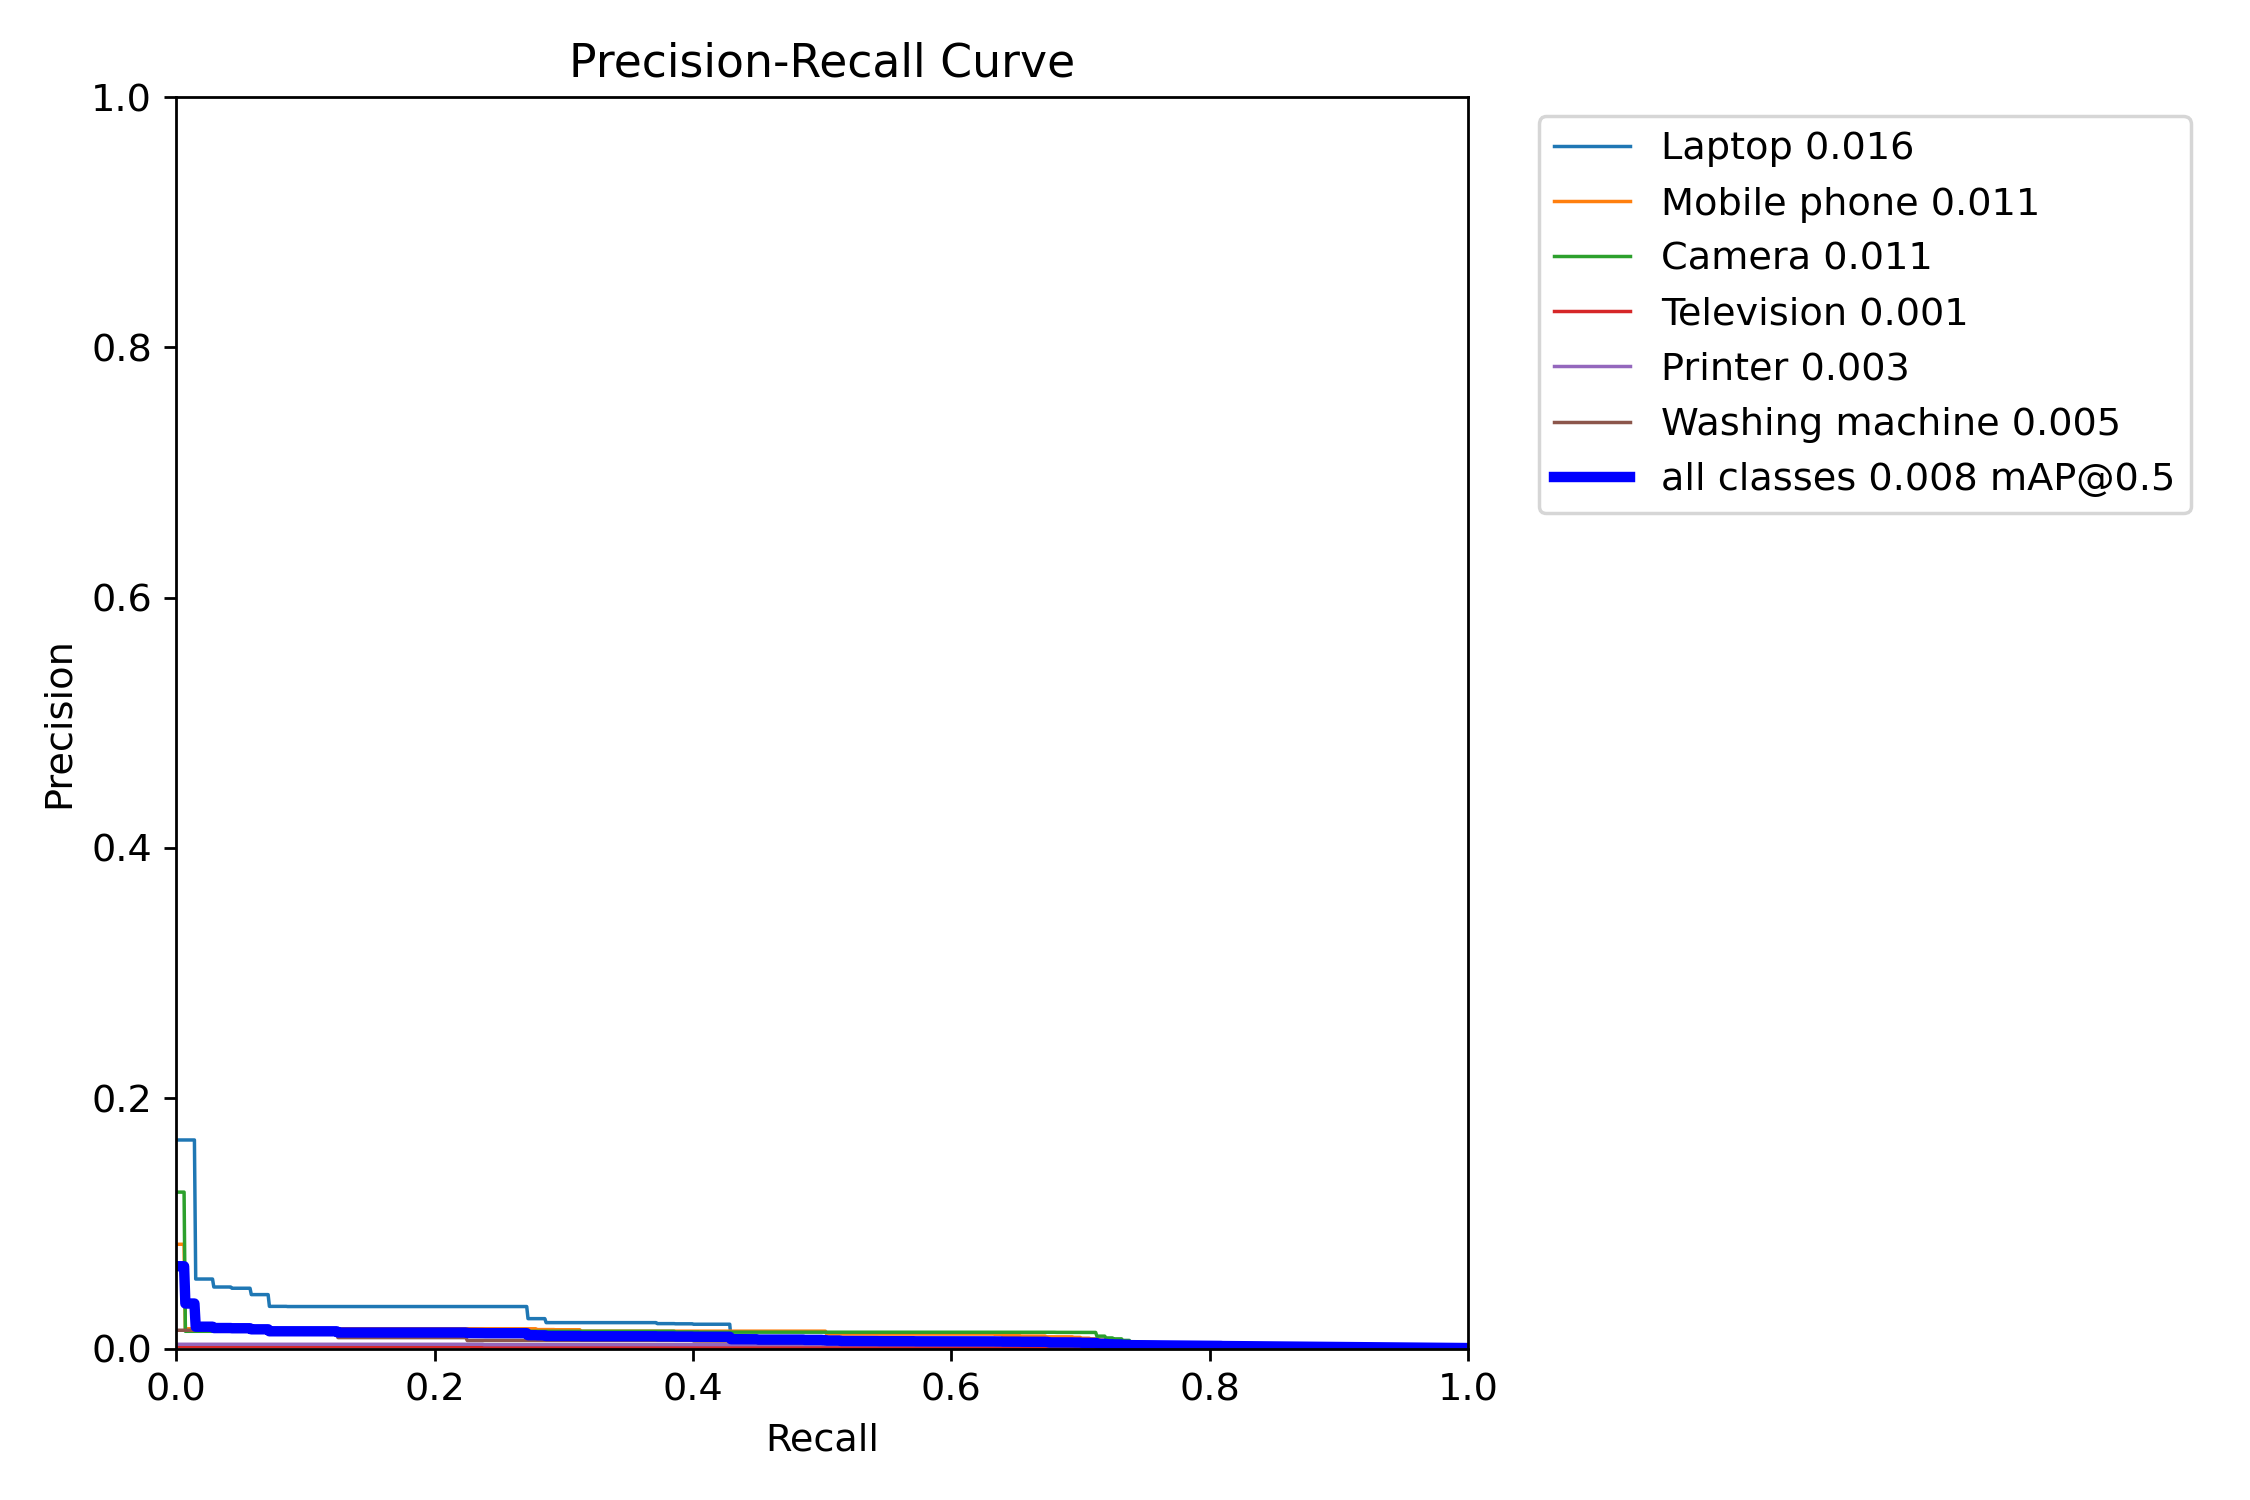 Precision-Recall Curve
1.0
0.8
0.6
0.4
0.2
0.0
Precision
0.0 0.2 0.4 0.6 0.8 1.0
Recall
Laptop 0.016
Mobile phone 0.011
Camera 0.011
Television 0.001
Printer 0.003
Washing machine 0.005
all classes 0.008 mAP@0.5